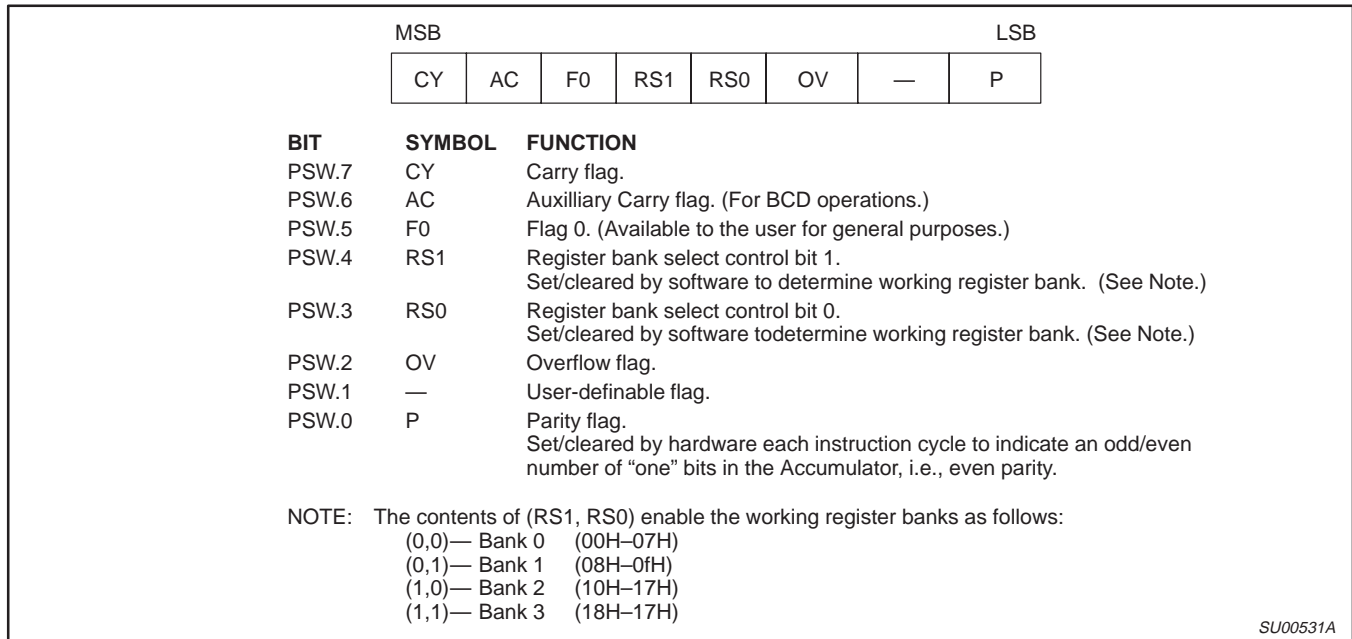 MSB LSB
CY AC F0 RS1 RS0 OV — P
BIT SYMBOL FUNCTION
PSW.7 CY Carry flag.
PSW.6 AC Auxilliary Carry flag. (For BCD operations.)
PSW.5 F0 Flag 0. (Available to the user for general purposes.)
PSW.4 RS1 Register bank select control bit 1.
Set/cleared by software to determine working register bank. (See Note.)
PSW.3 RS0 Register bank select control bit 0.
Set/cleared by software todetermine working register bank. (See Note.)
PSW.2 OV Overflow flag.
PSW.1 — User-definable flag.
PSW.0 P Parity flag.
Set/cleared by hardware each instruction cycle to indicate an odd/even
number of “one” bits in the Accumulator, i.e., even parity.
NOTE: The contents of (RS1, RS0) enable the working register banks as follows:
(0,0)— Bank 0 (00H–07H)
(0,1)— Bank 1 (08H–0fH)
(1,0)— Bank 2 (10H–17H)
(1,1)— Bank 3 (18H–17H)
SU00531A